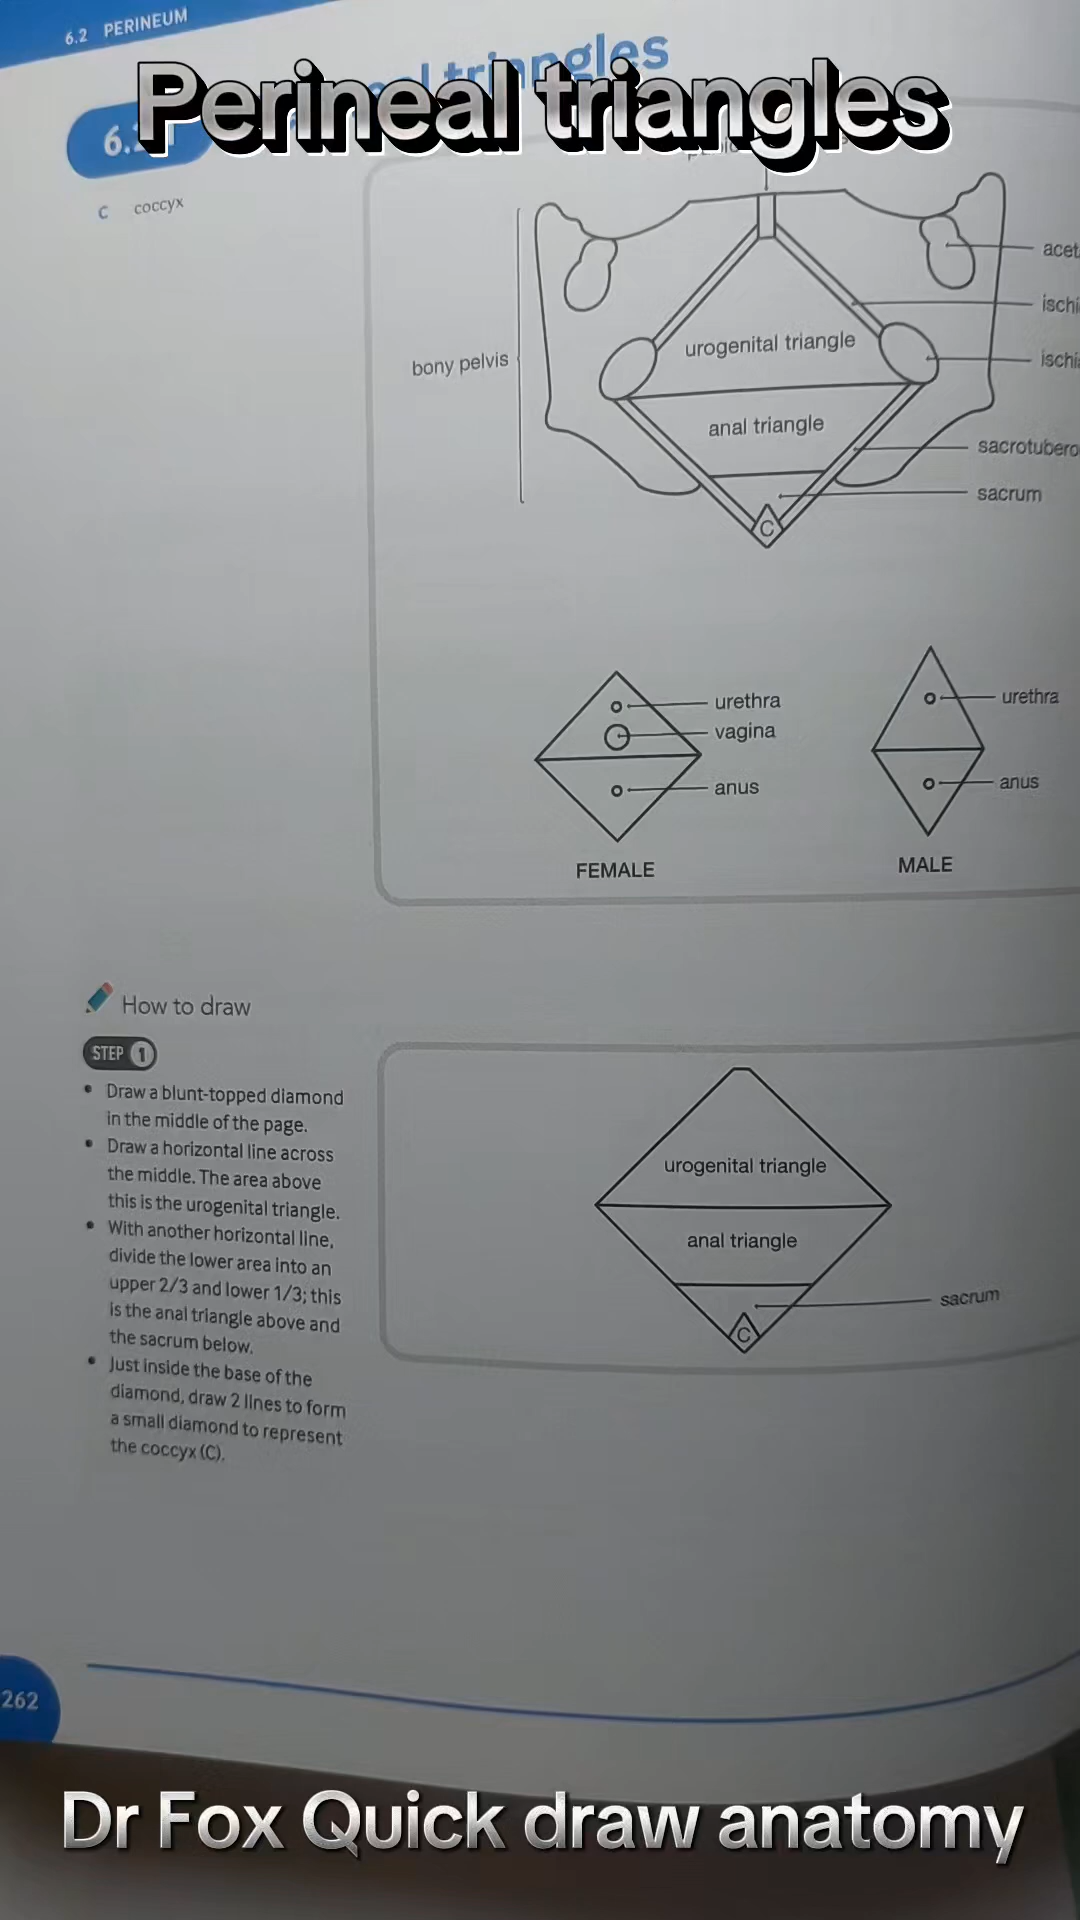 6.2 PERINEUM
Perineal triangles
C coccyx
bony pelvis
urogenital triangle
anal triangle
sacrum
C
urethra
vagina
anus
FEMALE
urethra
anus
MALE
How to draw
STEP 1
• Draw a blunt-topped diamond
in the middle of the page.
• Draw a horizontal line across
the middle. The area above
this is the urogenital triangle.
• With another horizontal line,
divide the lower area into an
upper 2/3 and lower 1/3; this
is the anal triangle above and
the sacrum below.
• Just inside the base of the
diamond, draw 2 lines to form
a small diamond to represent
the coccyx (C).
urogenital triangle
anal triangle
sacrum
C
262
Dr Fox Quick draw anatomy